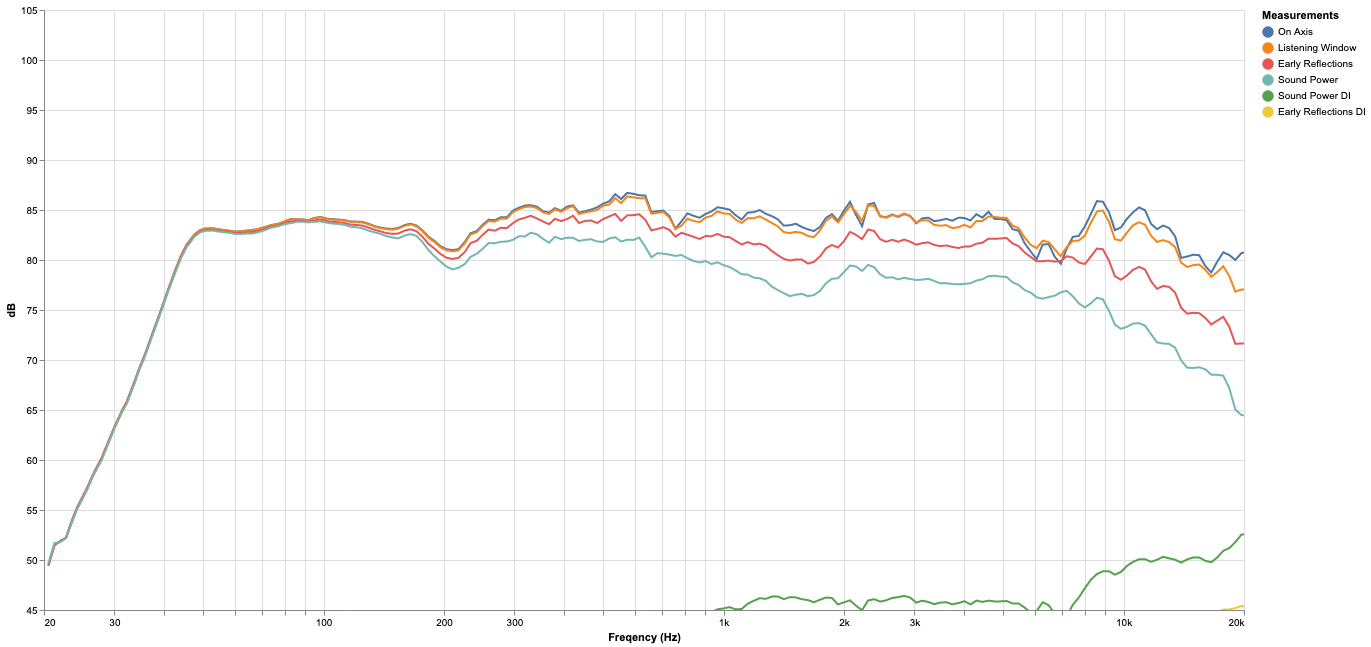 105
100
95
90
85
80
75
70
65
60
55
50
45
dB
20
30
100
200
300
1k
2k
3k
10k
20k
Freqency (Hz)
Measurements
On Axis
Listening Window
Early Reflections
Sound Power
Sound Power DI
Early Reflections DI